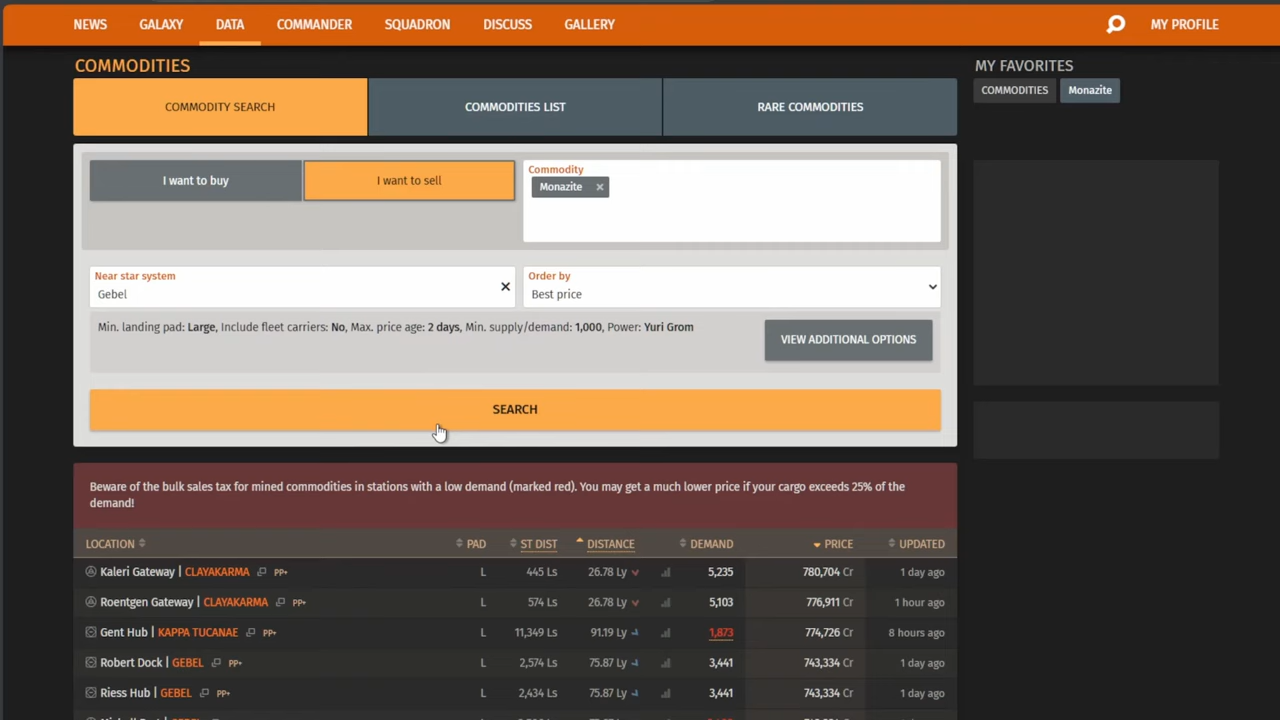 NEWS GALAXY DATA COMMANDER SQUADRON DISCUSS GALLERY MY PROFILE
COMMODITIES
MY FAVORITES
COMMODITIES Monazite
COMMODITY SEARCH COMMODITIES LIST RARE COMMODITIES
I want to buy I want to sell
Commodity
Monazite ×
Near star system
Gebel ×
Order by
Best price
Min. landing pad: Large, Include fleet carriers: No, Max. price age: 2 days, Min. supply/demand: 1,000, Power: Yuri Grom
VIEW ADDITIONAL OPTIONS
SEARCH
Beware of the bulk sales tax for mined commodities in stations with a low demand (marked red). You may get a much lower price if your cargo exceeds 25% of the
demand!
LOCATION PAD ST DIST DISTANCE DEMAND PRICE UPDATED
Kaleri Gateway | CLAYAKARMA PP+ L 445 Ls 26.78 Ly 5,235 780,704 Cr 1 day ago
Roentgen Gateway | CLAYAKARMA PP+ L 574 Ls 26.78 Ly 5,103 776,911 Cr 1 hour ago
Gent Hub | KAPPA TUCANAE PP+ L 11,349 Ls 91.19 Ly 1,873 774,726 Cr 8 hours ago
Robert Dock | GEBEL PP+ L 2,574 Ls 75.87 Ly 3,441 743,334 Cr 1 day ago
Riess Hub | GEBEL PP+ L 2,434 Ls 75.87 Ly 3,441 743,334 Cr 1 day ago